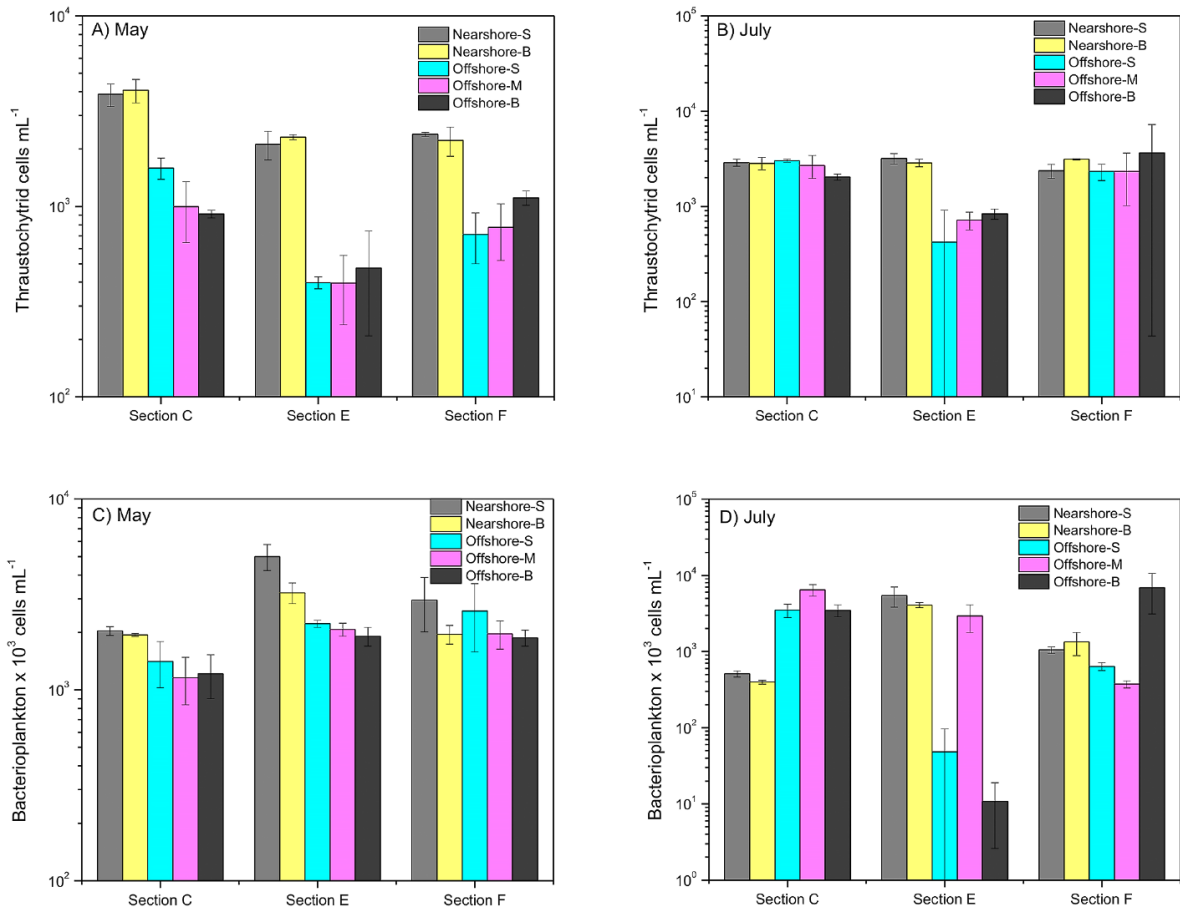 A) May
Nearshore-S
Nearshore-B
Offshore-S
Offshore-M
Offshore-B
Thraustochytrid cells mL⁻¹
10⁴
10³
10²
Section C
Section E
Section F
B) July
Nearshore-S
Nearshore-B
Offshore-S
Offshore-M
Offshore-B
Thraustochytrid cells mL⁻¹
10⁵
10⁴
10³
10²
10¹
Section C
Section E
Section F
C) May
Nearshore-S
Nearshore-B
Offshore-S
Offshore-M
Offshore-B
Bacterioplankton x 10³ cells mL⁻¹
10⁴
10³
10²
Section C
Section E
Section F
D) July
Nearshore-S
Nearshore-B
Offshore-S
Offshore-M
Offshore-B
Bacterioplankton x 10³ cells mL⁻¹
10⁵
10⁴
10³
10²
10¹
10⁰
Section C
Section E
Section F